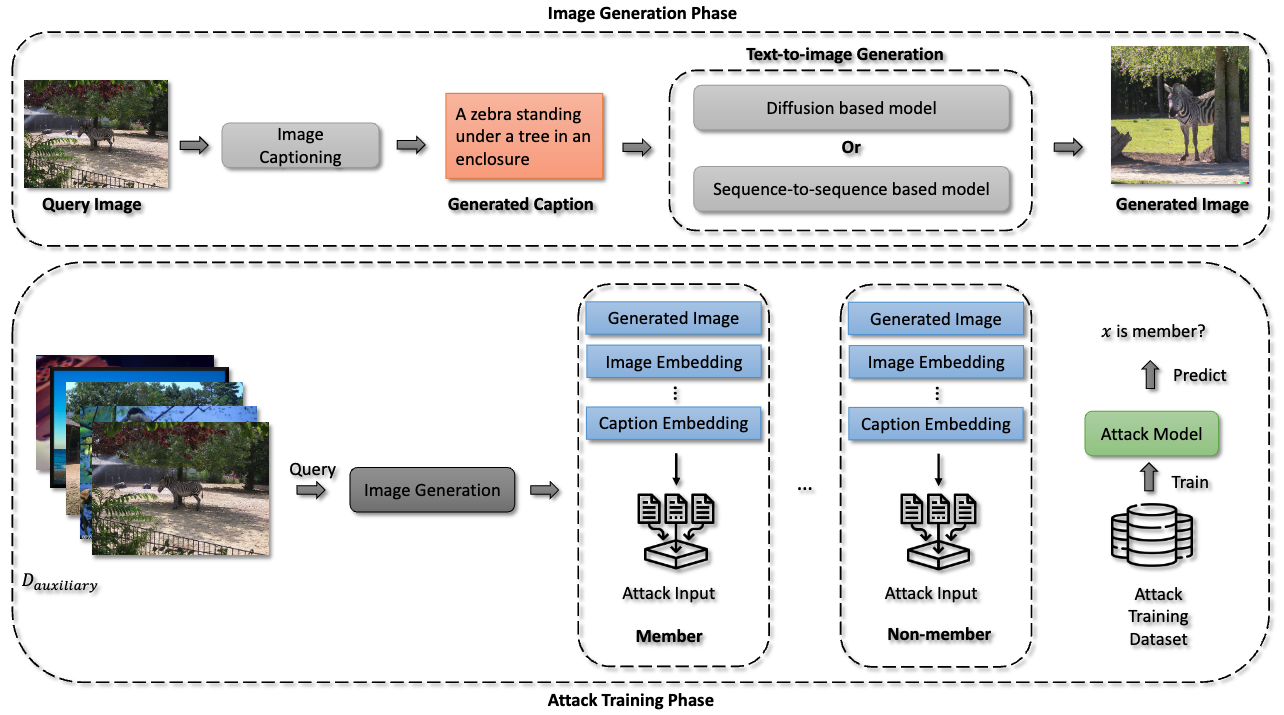 Image Generation Phase
Query Image
Image
Captioning
A zebra standing
under a tree in an
enclosure
Generated Caption
Text-to-image Generation
Diffusion based model
Or
Sequence-to-sequence based model
Generated Image
D_auxiliary
Query
Image Generation
Generated Image
Image Embedding
⋮
Caption Embedding
Attack Input
Member
...
Generated Image
Image Embedding
⋮
Caption Embedding
Attack Input
Non-member
x is member?
Predict
Attack Model
Train
Attack
Training
Dataset
Attack Training Phase